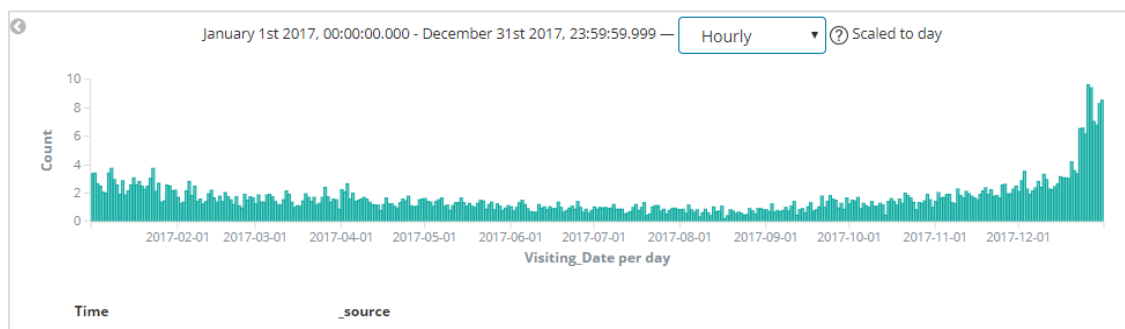 January 1st 2017, 00:00:00.000 - December 31st 2017, 23:59:59.999 — Hourly ? Scaled to day
10
8
6
4
2
0
Count
2017-02-01 2017-03-01 2017-04-01 2017-05-01 2017-06-01 2017-07-01 2017-08-01 2017-09-01 2017-10-01 2017-11-01 2017-12-01
Visiting_Date per day
Time _source